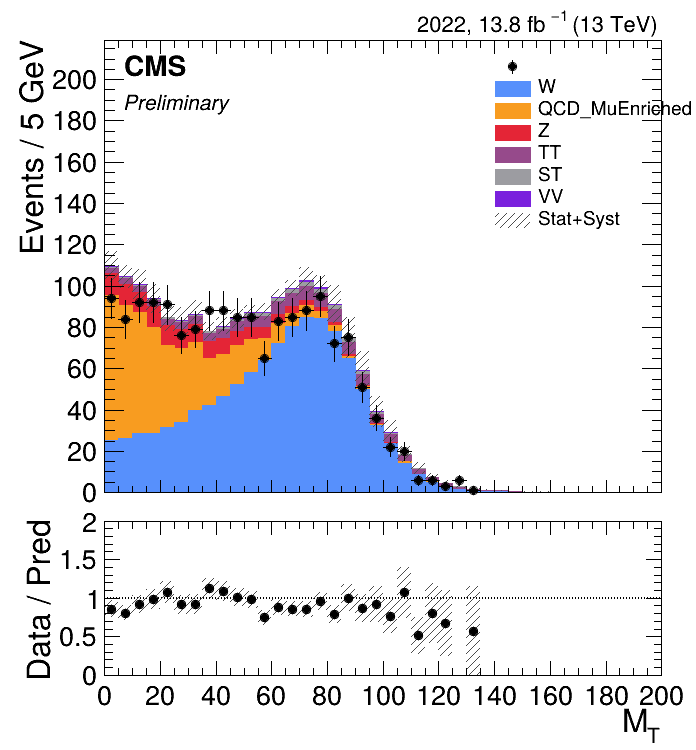 2022, 13.8 fb⁻¹ (13 TeV)
CMS
Preliminary
W
QCD_MuEnriched
Z
TT
ST
VV
Stat+Syst
Events / 5 GeV
200
180
160
140
120
100
80
60
40
20
0
Data / Pred
2
1.5
1
0.5
0
0 20 40 60 80 100 120 140 160 180 200
M_T